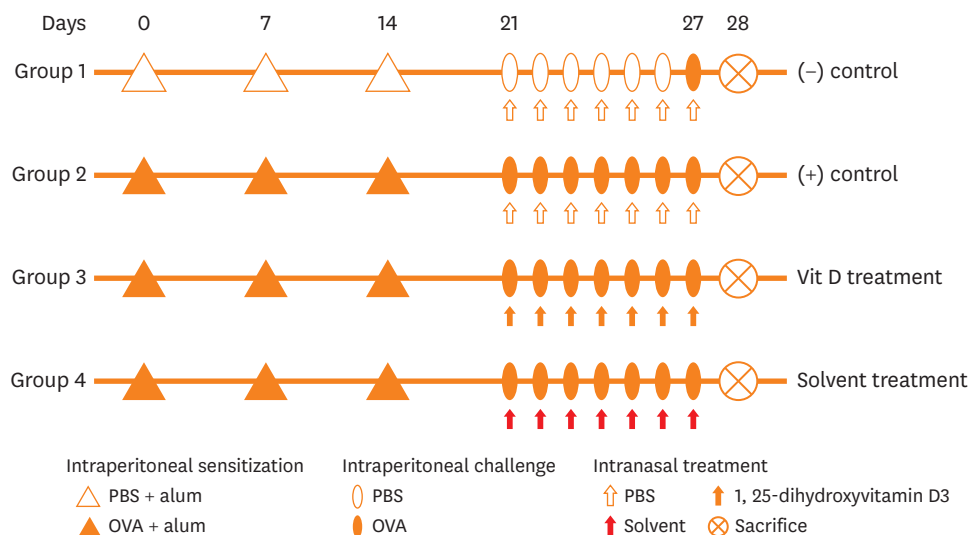 Days 0 7 14 21 27 28
Group 1 (−) control
Group 2 (+) control
Group 3 Vit D treatment
Group 4 Solvent treatment
Intraperitoneal sensitization Intraperitoneal challenge Intranasal treatment
PBS + alum PBS PBS 1, 25-dihydroxyvitamin D3
OVA + alum OVA Solvent Sacrifice